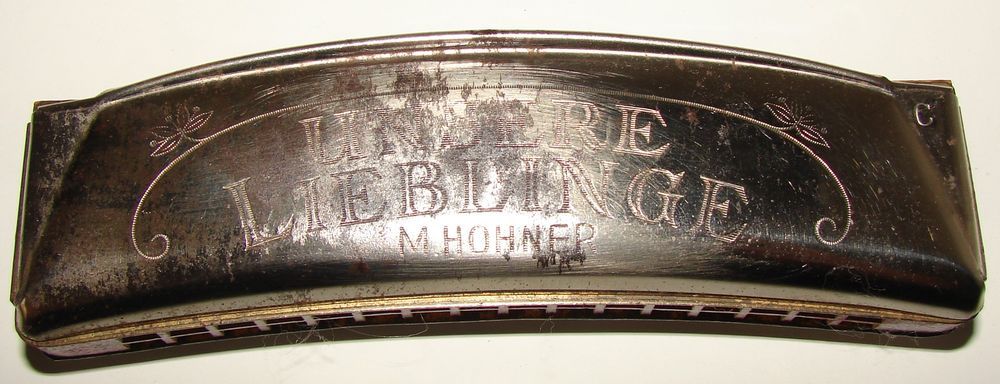 UNSERE
LIEBLINGE
M. HOHNER
C